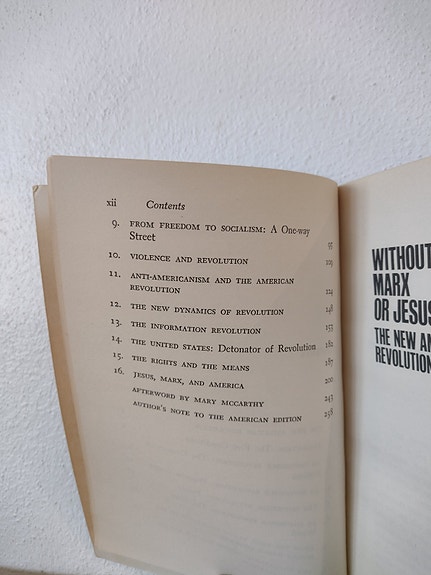 xii Contents
9. FROM FREEDOM TO SOCIALISM: A One-way
Street 95
10. VIOLENCE AND REVOLUTION 109
11. ANTI-AMERICANISM AND THE AMERICAN
REVOLUTION 124
12. THE NEW DYNAMICS OF REVOLUTION 148
13. THE INFORMATION REVOLUTION 153
14. THE UNITED STATES: Detonator of Revolution 182
15. THE RIGHTS AND THE MEANS 187
16. JESUS, MARX, AND AMERICA 200
AFTERWORD BY MARY MCCARTHY 243
AUTHOR'S NOTE TO THE AMERICAN EDITION 258
WITHOUT
MARX
OR JESUS
THE NEW AM
REVOLUTION